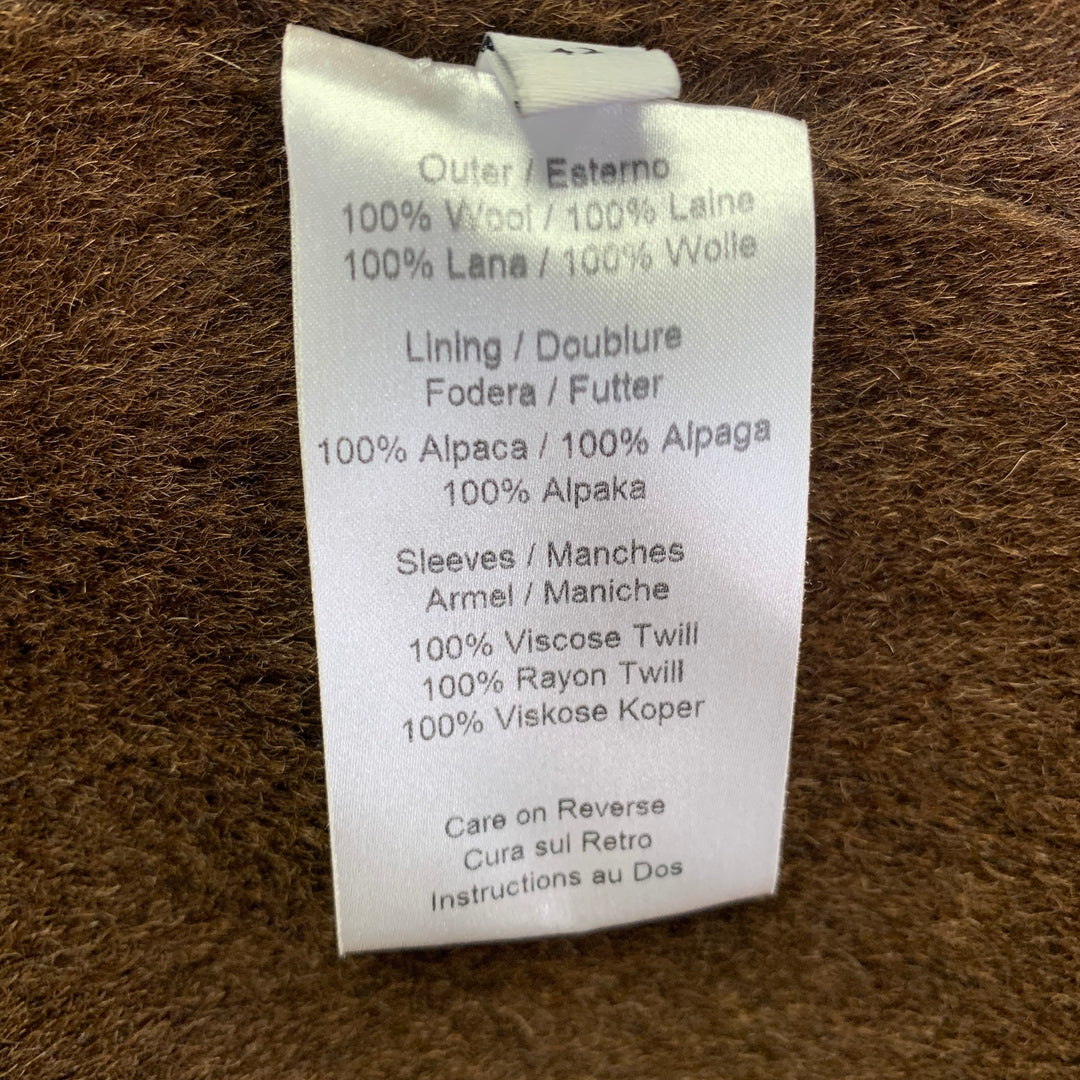 Outer / Esterno
100% Wool / 100% Laine
100% Lana / 100% Wolle
Lining / Doublure
Fodera / Futter
100% Alpaca / 100% Alpaga
100% Alpaka
Sleeves / Manches
Armel / Maniche
100% Viscose Twill
100% Rayon Twill
100% Viskose Koper
Care on Reverse
Cura sul Retro
Instructions au Dos